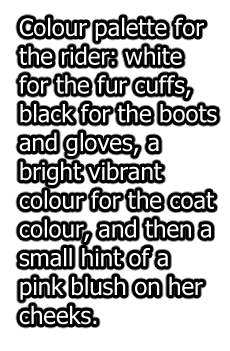 Colour palette for
the rider: white
for the fur cuffs,
black for the boots
and gloves, a
bright vibrant
colour for the coat
colour, and then a
small hint of a
pink blush on her
cheeks.